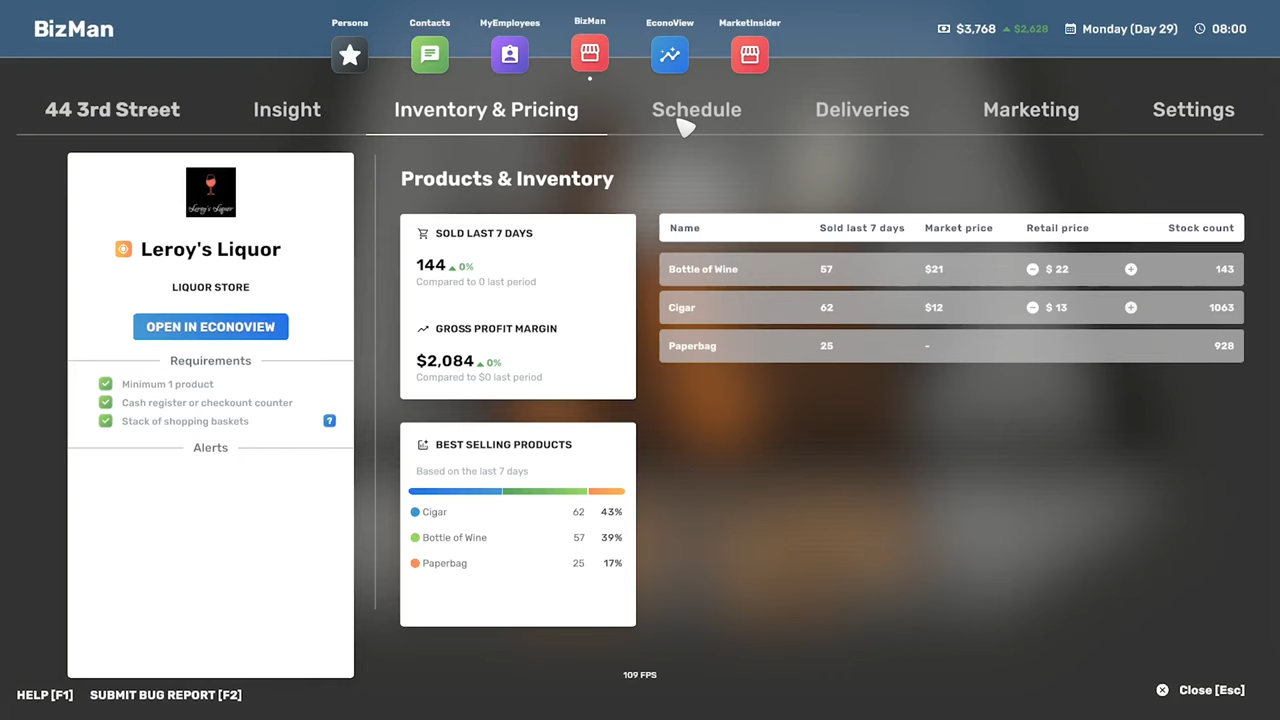 BizMan
Persona
Contacts
MyEmployees
BizMan
EconoView
MarketInsider
$3,768 $2,628
Monday (Day 29)
08:00
44 3rd Street
Insight
Inventory & Pricing
Schedule
Deliveries
Marketing
Settings
Leroy's Liquor
Leroy's Liquor
LIQUOR STORE
OPEN IN ECONOVIEW
Requirements
Minimum 1 product
Cash register or checkount counter
Stack of shopping baskets ?
Alerts
Products & Inventory
SOLD LAST 7 DAYS
144 0%
Compared to 0 last period
GROSS PROFIT MARGIN
$2,084 0%
Compared to $0 last period
BEST SELLING PRODUCTS
Based on the last 7 days
Cigar 62 43%
Bottle of Wine 57 39%
Paperbag 25 17%
Name Sold last 7 days Market price Retail price Stock count
Bottle of Wine 57 $21 $ 22 143
Cigar 62 $12 $ 13 1063
Paperbag 25 - 928
109 FPS
HELP [F1] SUBMIT BUG REPORT [F2]
Close [Esc]